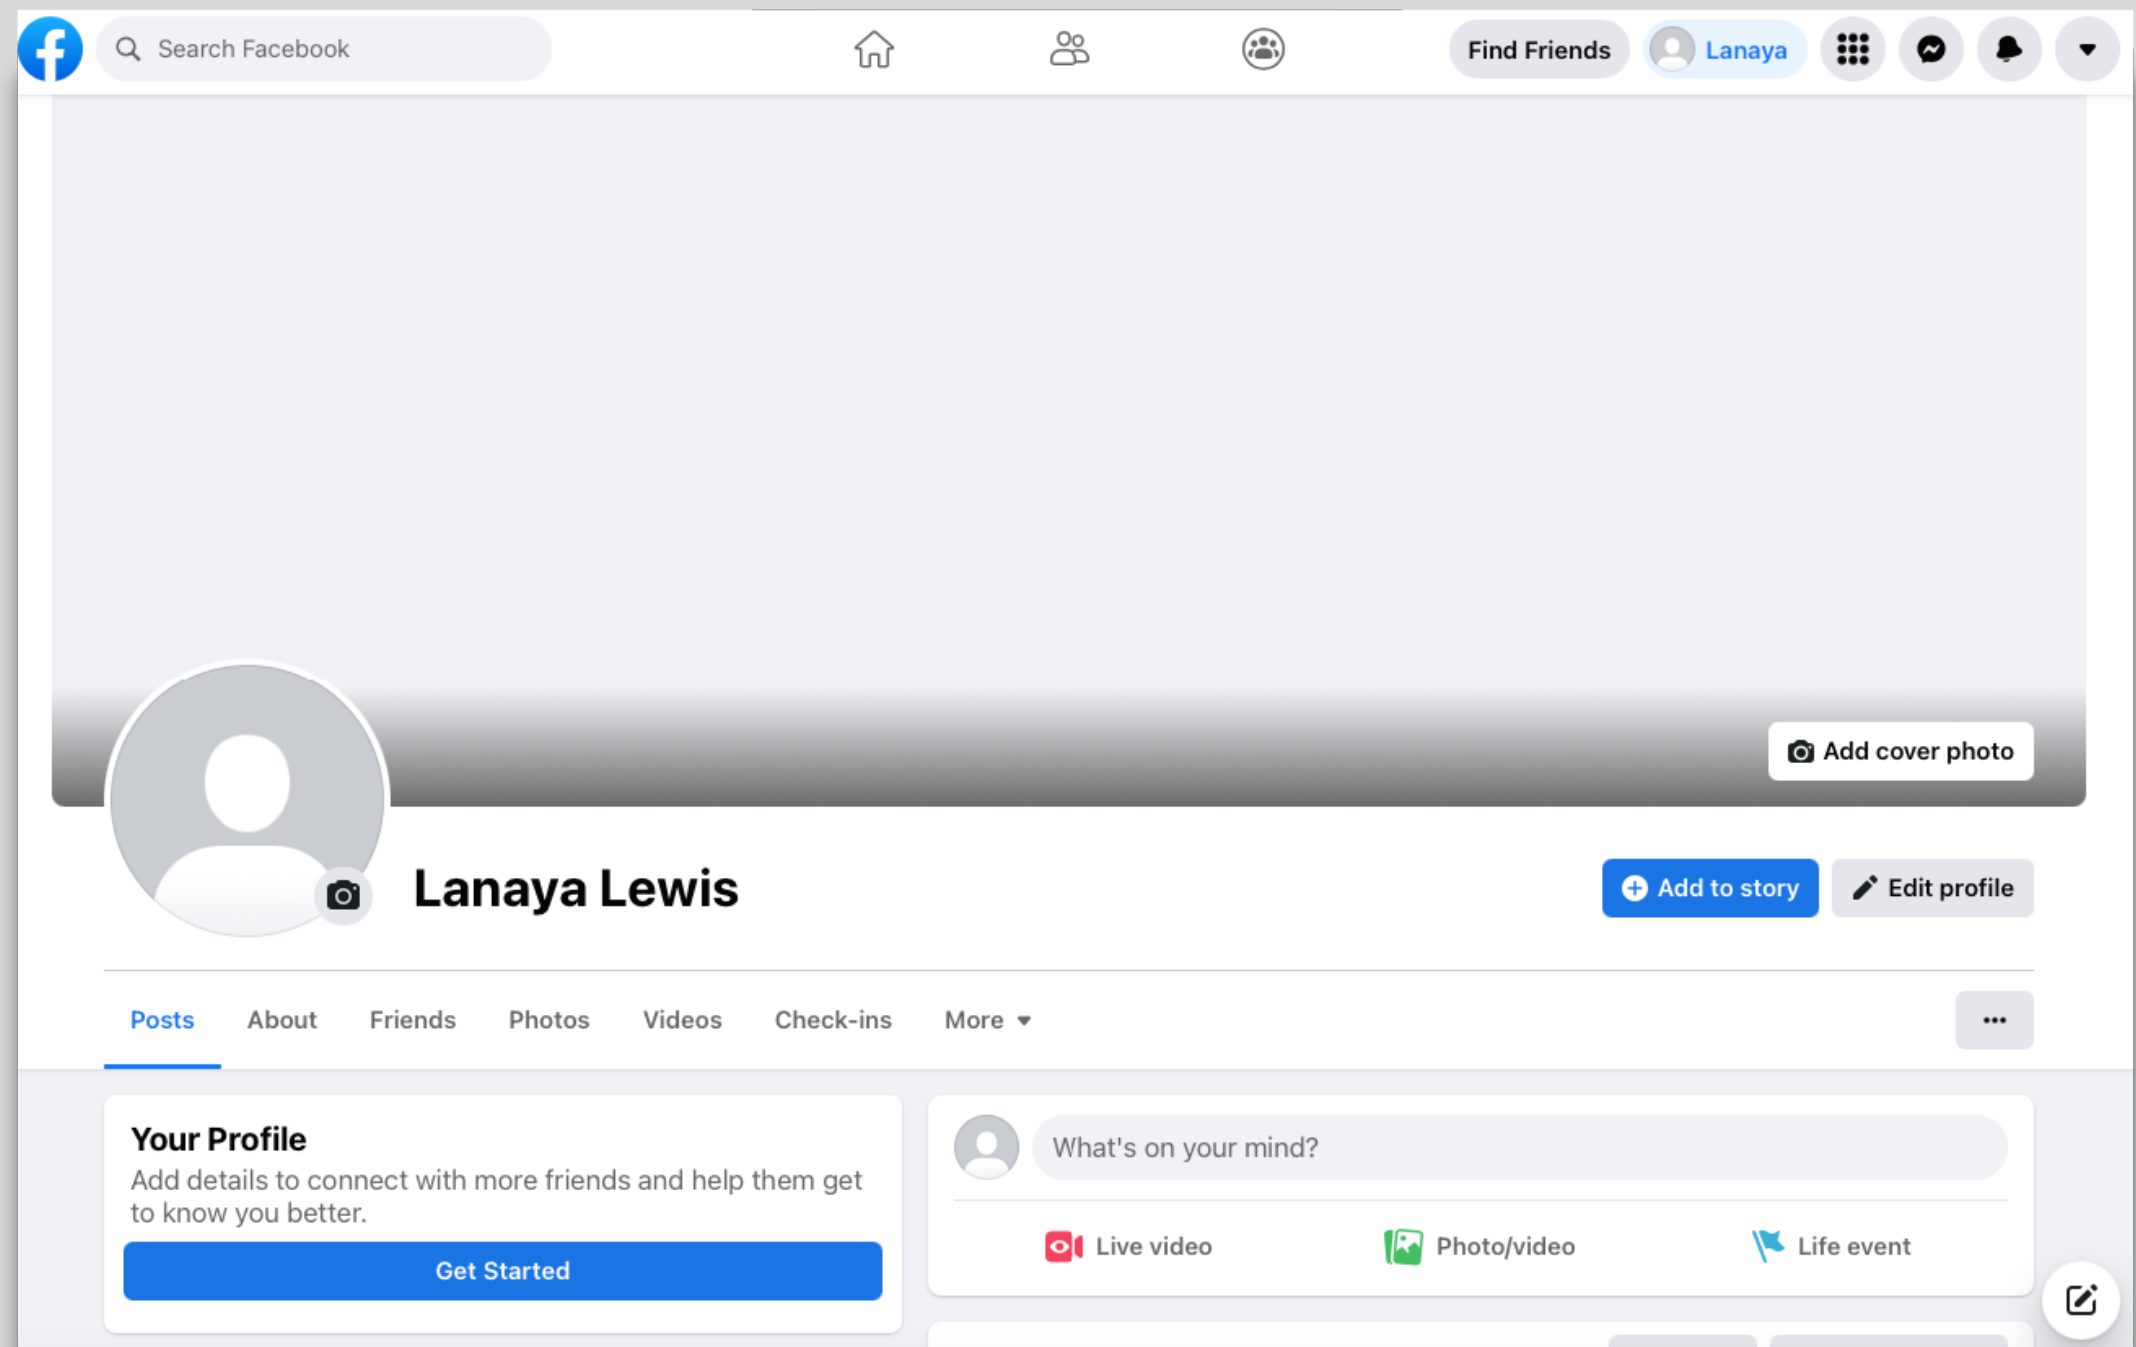 Search Facebook
Find Friends
Lanaya
Add cover photo
Lanaya Lewis
Add to story
Edit profile
Posts
About
Friends
Photos
Videos
Check-ins
More
Your Profile
Add details to connect with more friends and help them get
to know you better.
Get Started
What's on your mind?
Live video
Photo/video
Life event